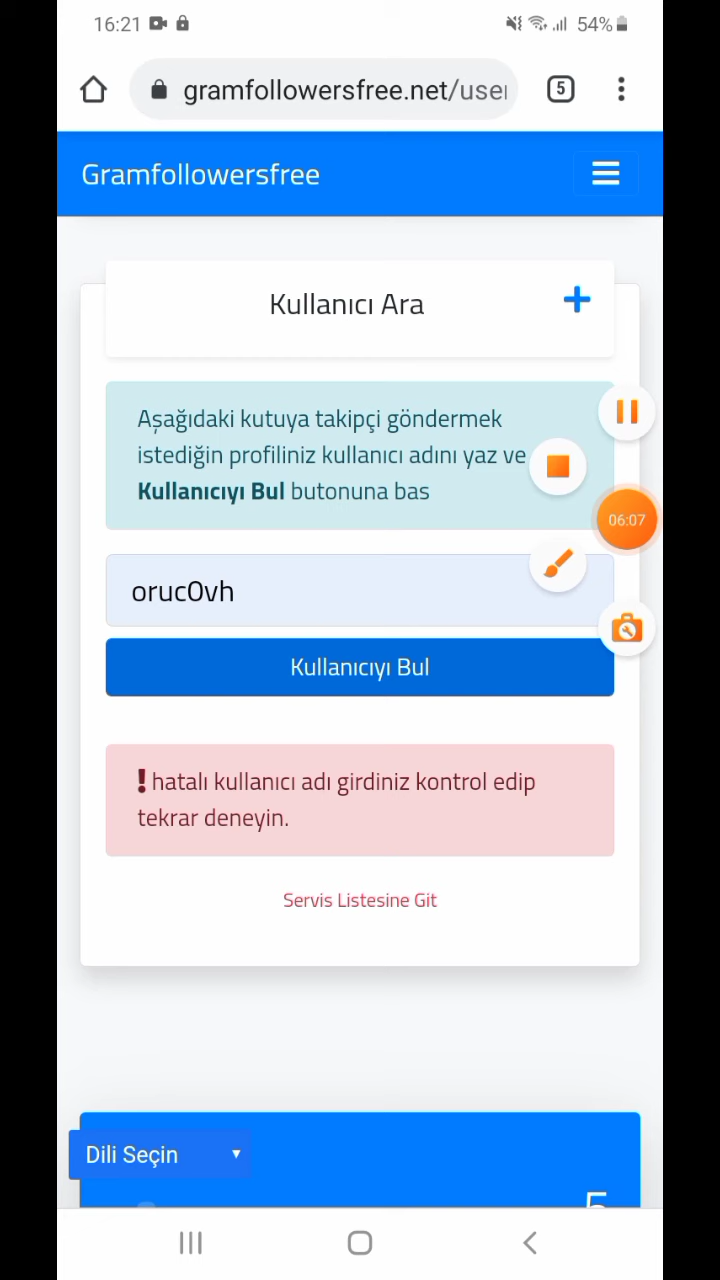 16:21
54%
gramfollowersfree.net/user
5
Gramfollowersfree
Kullanıcı Ara
Aşağıdaki kutuya takipçi göndermek
istediğin profiliniz kullanıcı adını yaz ve
Kullanıcıyı Bul butonuna bas
06:07
oruc0vh
Kullanıcıyı Bul
! hatalı kullanıcı adı girdiniz kontrol edip
tekrar deneyin.
Servis Listesine Git
Dili Seçin
5